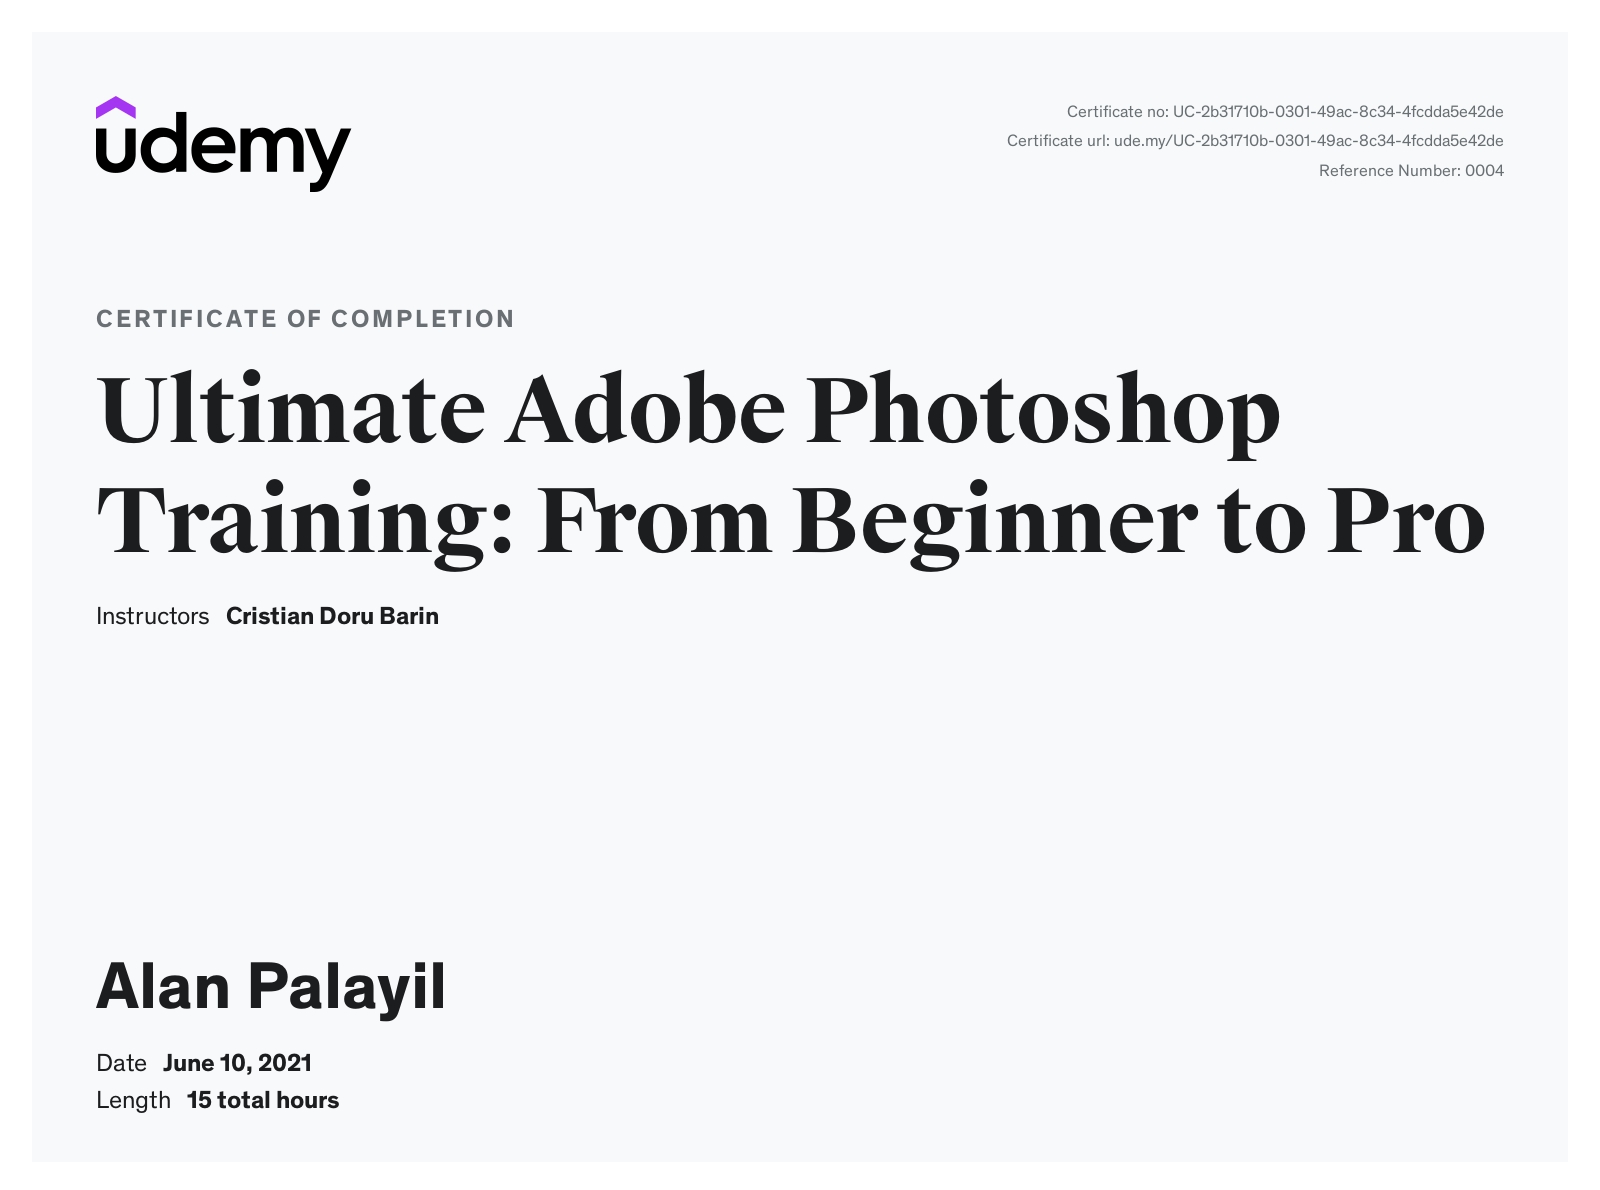 udemy
Certificate no: UC-2b31710b-0301-49ac-8c34-4fcdda5e42de
Certificate url: ude.my/UC-2b31710b-0301-49ac-8c34-4fcdda5e42de
Reference Number: 0004
CERTIFICATE OF COMPLETION
Ultimate Adobe Photoshop
Training: From Beginner to Pro
Instructors Cristian Doru Barin
Alan Palayil
Date June 10, 2021
Length 15 total hours